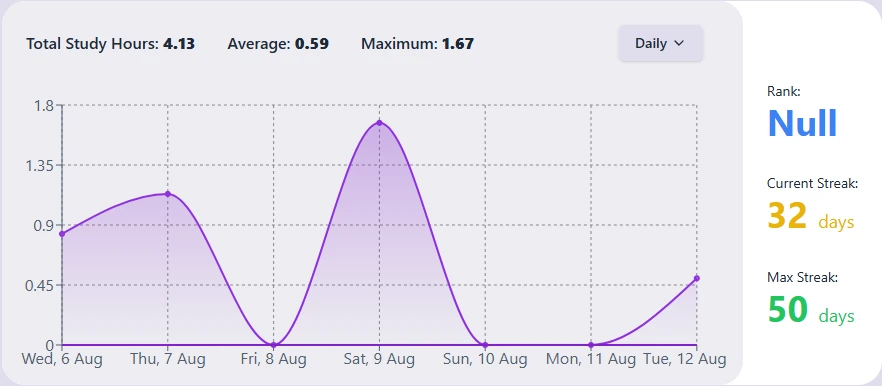 Total Study Hours: 4.13 Average: 0.59 Maximum: 1.67 Daily
1.8
1.35
0.9
0.45
0
Wed, 6 Aug Thu, 7 Aug Fri, 8 Aug Sat, 9 Aug Sun, 10 Aug Mon, 11 Aug Tue, 12 Aug
Rank:
Null
Current Streak:
32 days
Max Streak:
50 days